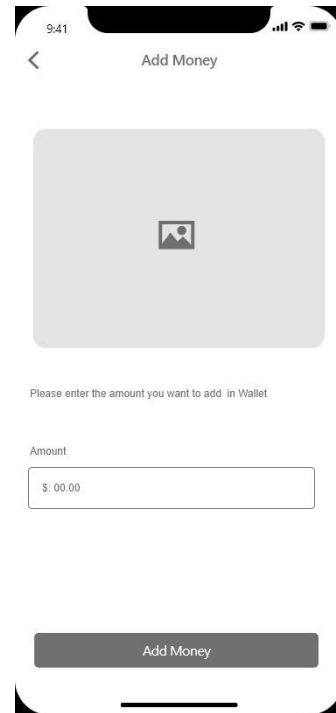 9:41
Add Money
Please enter the amount you want to add in Wallet
Amount
$: 00.00
Add Money